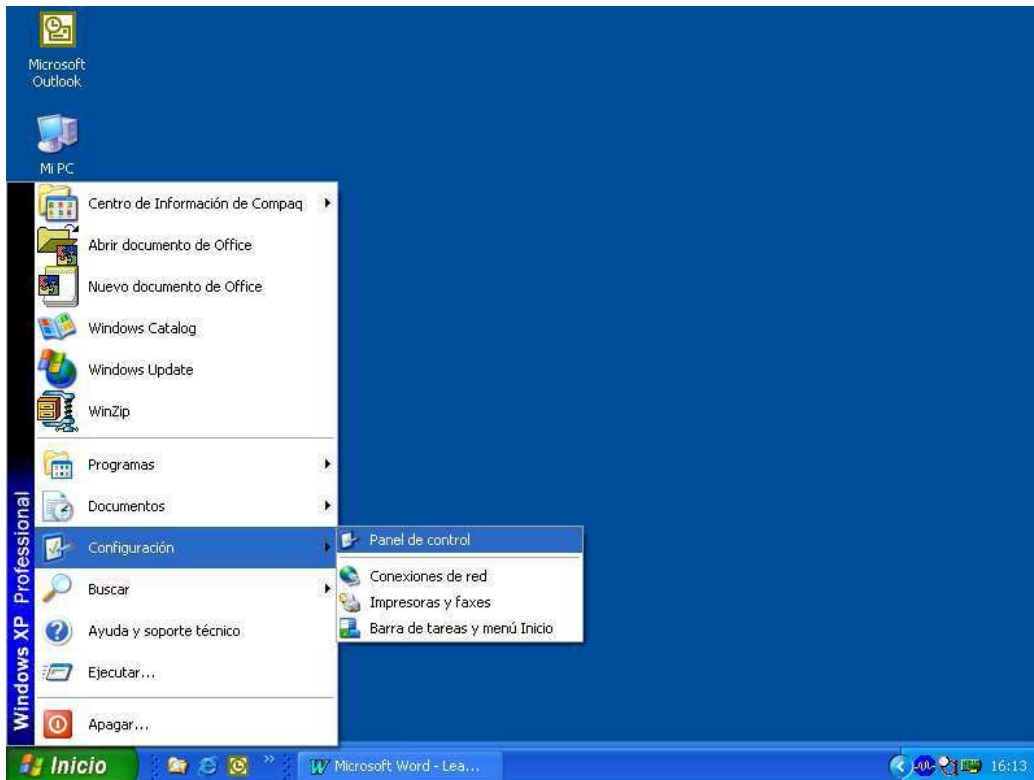 Microsoft
Outlook
Mi PC
Centro de Información de Compaq
Abrir documento de Office
Nuevo documento de Office
Windows Catalog
Windows Update
WinZip
Programas
Documentos
Configuración
Buscar
Ayuda y soporte técnico
Ejecutar...
Apagar...
Windows XP Professional
Panel de control
Conexiones de red
Impresoras y faxes
Barra de tareas y menú Inicio
Inicio
Microsoft Word - Lea...
16:13